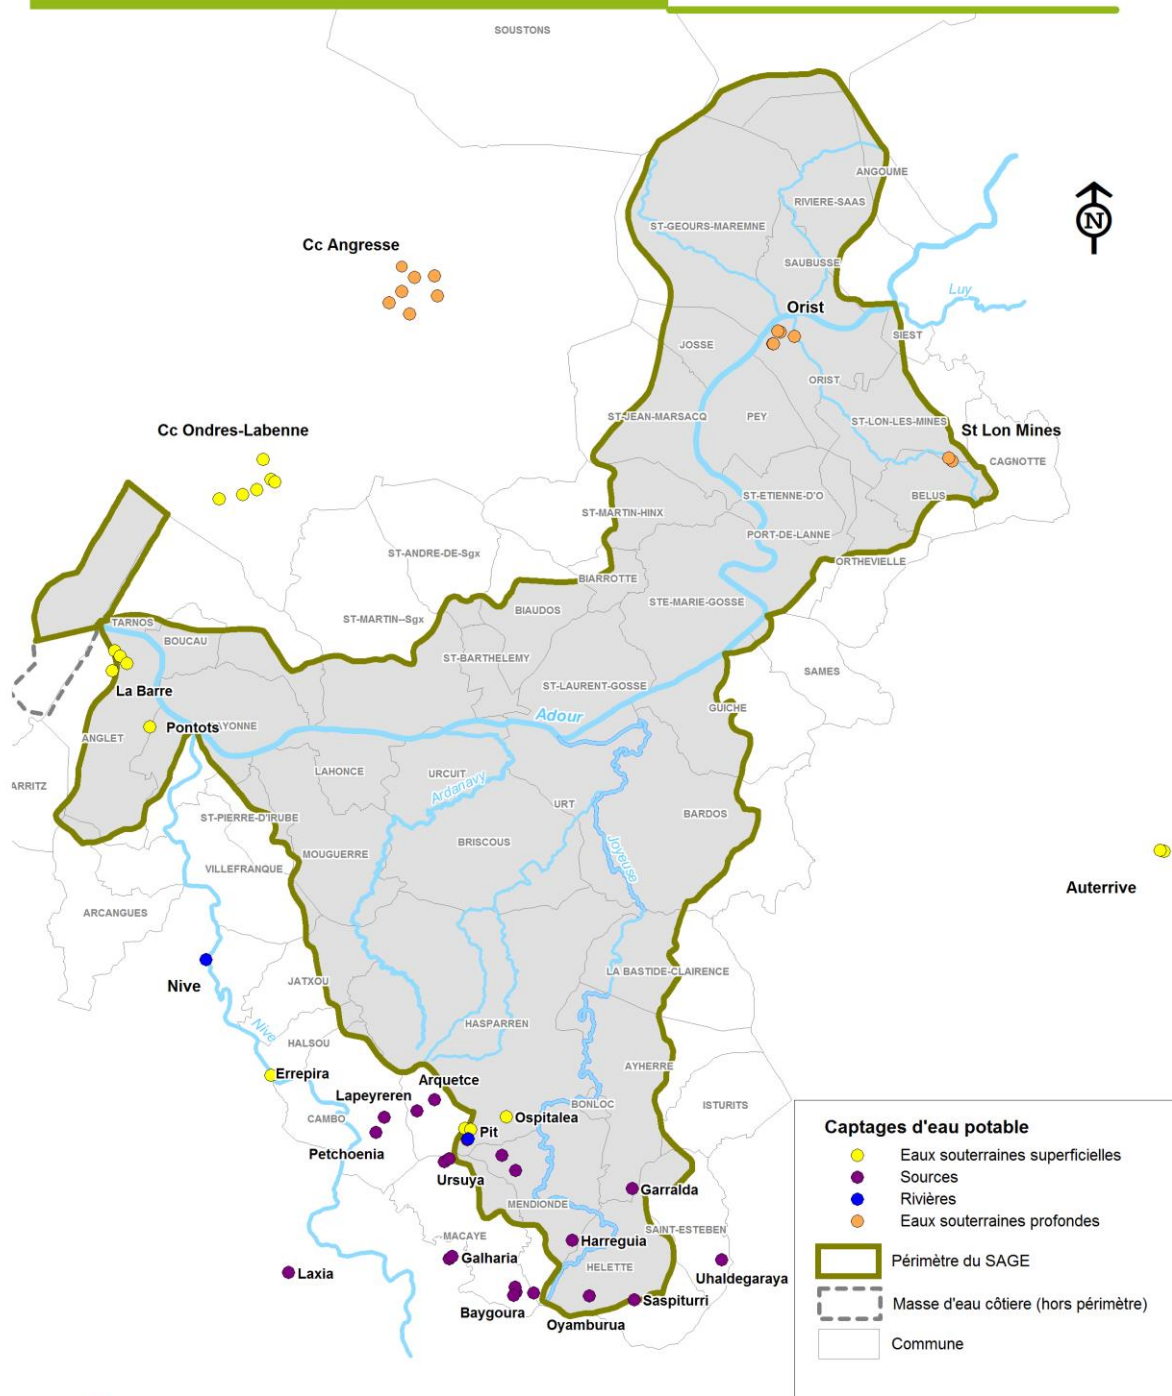 SOUSTONS
ANGOUME
RIVIERE-SAAS
ST-GEOURS-MAREMNE
N
Cc Angresse
SAUBUSSE
Luy
Orist
SIEST
JOSSE
ORIST
ST-JEAN-MARSACQ
PEY
ST-LON-LES-MINES
Cc Ondres-Labenne
St Lon Mines
CAGNOTTE
ST-ETIENNE-D'O
BELUS
ST-MARTIN-HINX
PORT-DE-LANNE
ST-ANDRE-DE-Sgx
ORTHEVIELLE
BIARROTTE
STE-MARIE-GOSSE
BIAUDOS
ST-MARTIN--Sgx
TARNOS
BOUCAU
ST-BARTHELEMY
SAMES
ST-LAURENT-GOSSE
La Barre
GUICHE
Adour
Pontots
AYONNE
ANGLET
LAHONCE
URCUIT
ARRITZ
Ardanavy
URT
ST-PIERRE-D'IRUBE
BARDOS
BRISCOUS
MOUGUERRE
Joyeuse
VILLEFRANQUE
Auterrive
ARCANGUES
LA BASTIDE-CLAIRENCE
Nive
JATXOU
HASPARREN
Nive
HALSOU
AYHERRE
Errepira
Arquetce
Lapeyreren
BONLOC
ISTURITS
CAMBO
Ospitalea
Pit
Petchoenia
Ursuya
Garralda
MENDIONDE
SAINT-ESTEBEN
MACAYE
Harreguia
Galharia
HELETTE
Laxia
Uhaldegaraya
Saspiturri
Baygoura
Oyamburua
Captages d'eau potable
Eaux souterraines superficielles
Sources
Rivières
Eaux souterraines profondes
Périmètre du SAGE
Masse d'eau côtiere (hors périmètre)
Commune